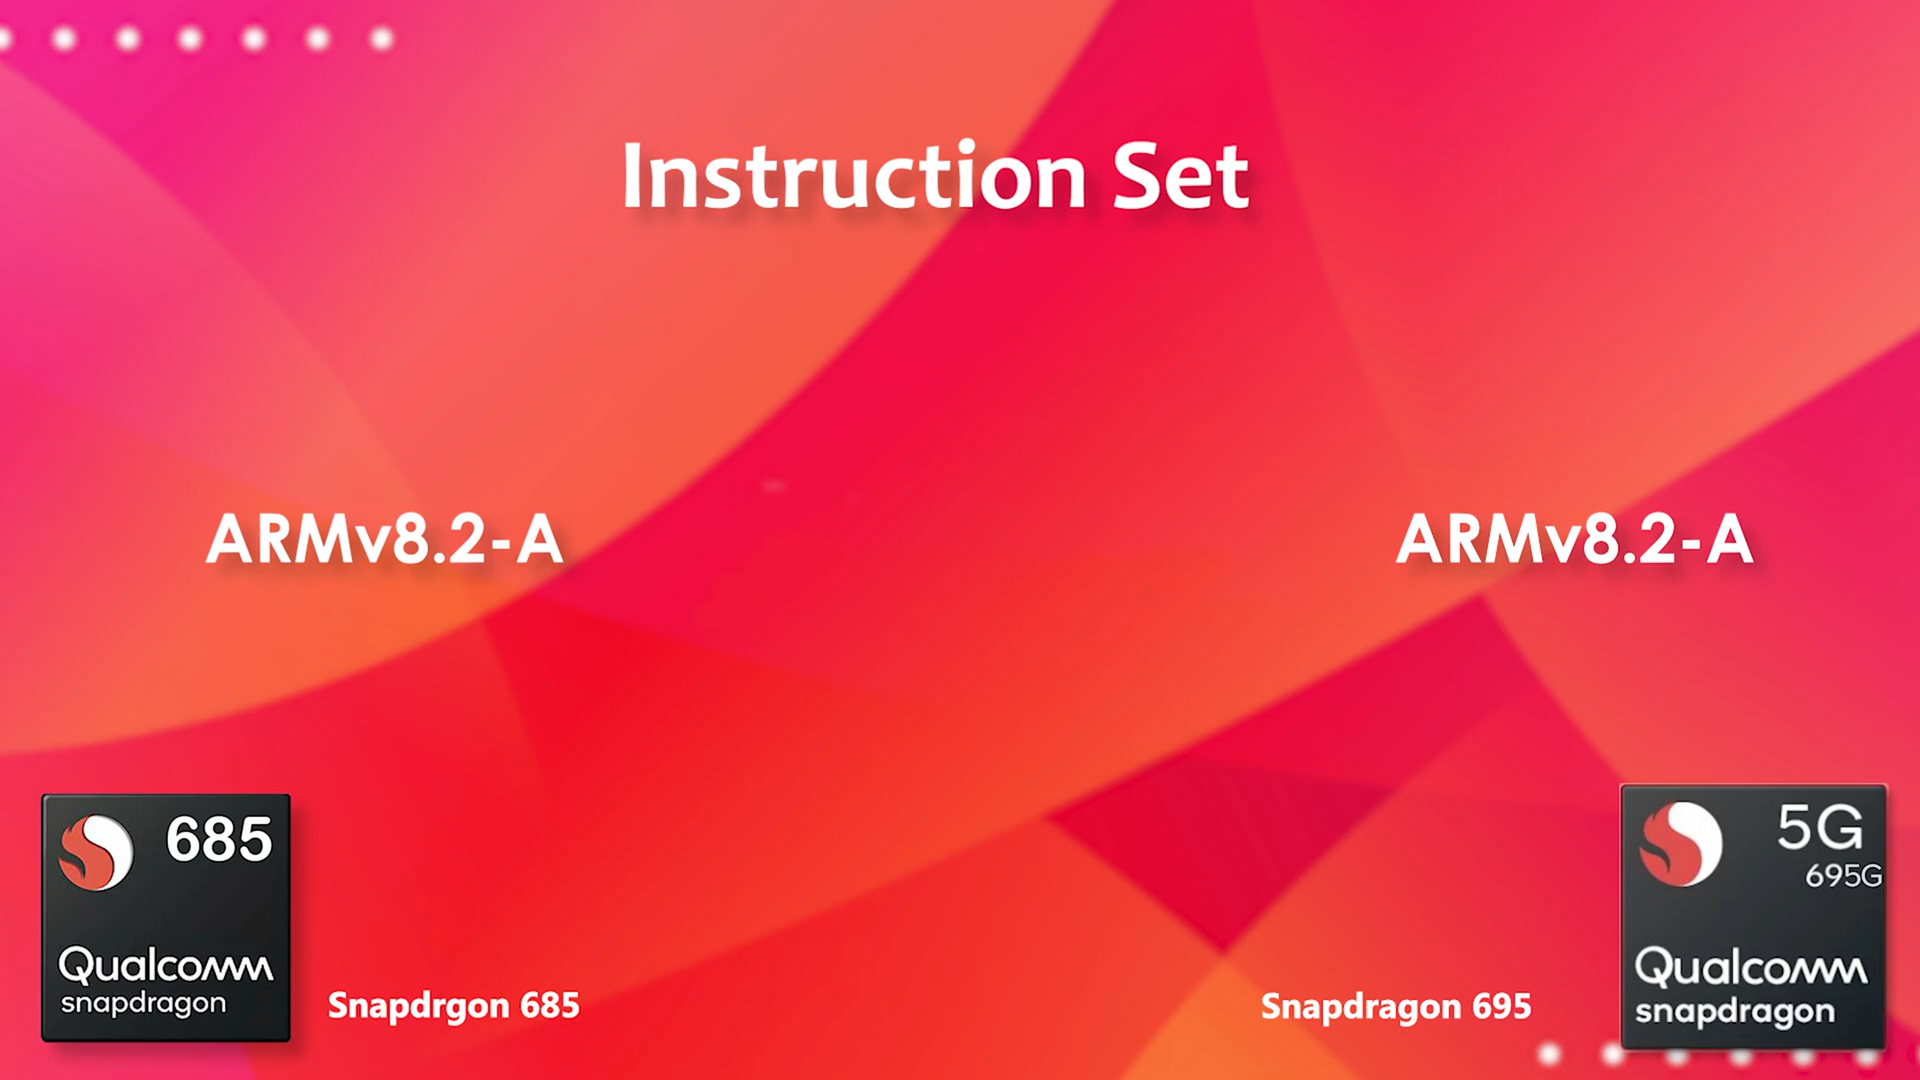 Instruction Set
ARMv8.2-A
ARMv8.2-A
685
Qualcomm
snapdragon
Snapdrgon 685
Snapdragon 695
5G
695G
Qualcomm
snapdragon